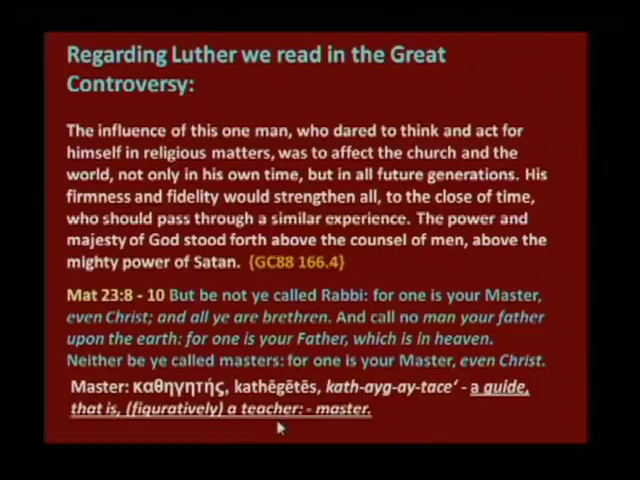 Regarding Luther we read in the Great
Controversy:
The influence of this one man, who dared to think and act for
himself in religious matters, was to affect the church and the
world, not only in his own time, but in all future generations. His
firmness and fidelity would strengthen all, to the close of time,
who should pass through a similar experience. The power and
majesty of God stood forth above the counsel of men, above the
mighty power of Satan. {GC88 166.4}
Mat 23:8 - 10 But be not ye called Rabbi: for one is your Master,
even Christ; and all ye are brethren. And call no man your father
upon the earth: for one is your Father, which is in heaven.
Neither be ye called masters: for one is your Master, even Christ.
Master: καθηγητής, kathēgētēs, kath-ayg-ay-tace‘ - a guide,
that is, (figuratively) a teacher: - master.